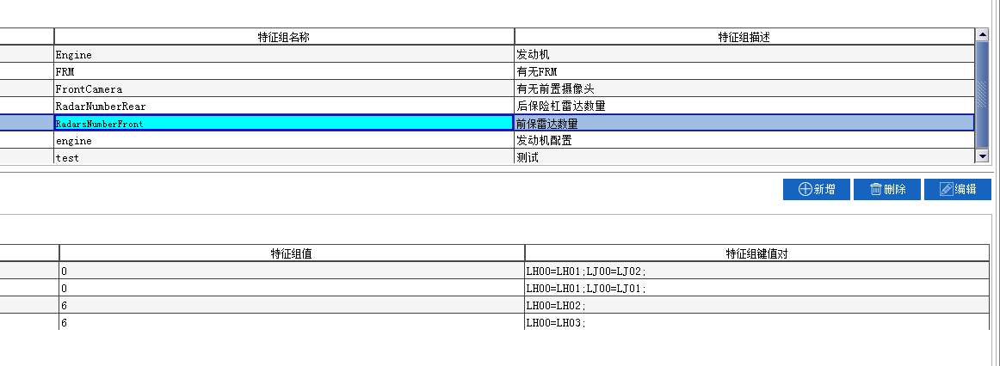 特征组名称 特征组描述
Engine 发动机
FRM 有无FRM
FrontCamera 有无前置摄像头
RadarNumberRear 后保险杠雷达数量
RadarsNumberFront 前保雷达数量
engine 发动机配置
test 测试
新增 删除 编辑
特征组值 特征组键值对
0 LH00=LH01;LJ00=LJ02;
0 LH00=LH01;LJ00=LJ01;
6 LH00=LH02;
6 LH00=LH03;